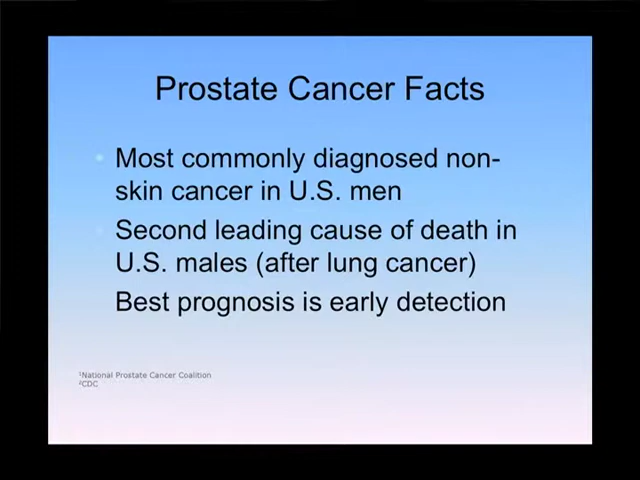 Prostate Cancer Facts
• Most commonly diagnosed non-
skin cancer in U.S. men
• Second leading cause of death in
U.S. males (after lung cancer)
Best prognosis is early detection
¹National Prostate Cancer Coalition
²CDC